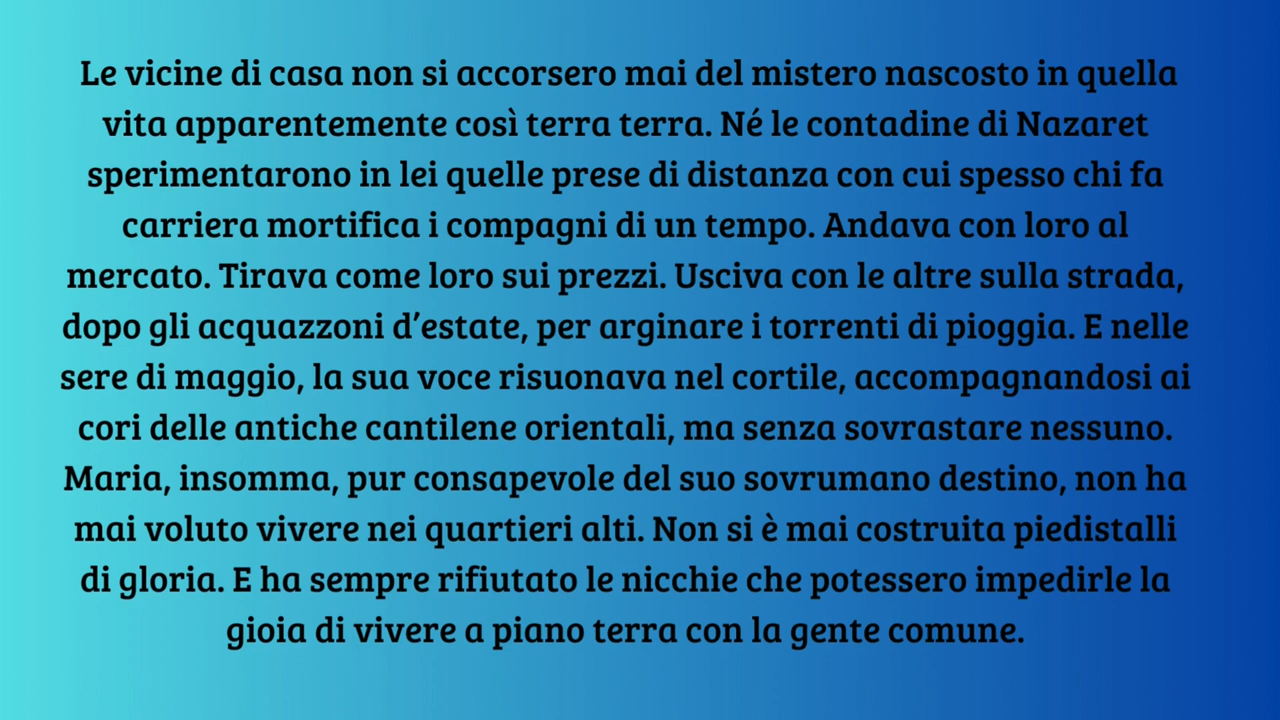 Le vicine di casa non si accorsero mai del mistero nascosto in quella
vita apparentemente così terra terra. Né le contadine di Nazaret
sperimentarono in lei quelle prese di distanza con cui spesso chi fa
carriera mortifica i compagni di un tempo. Andava con loro al
mercato. Tirava come loro sui prezzi. Usciva con le altre sulla strada,
dopo gli acquazzoni d’estate, per arginare i torrenti di pioggia. E nelle
sere di maggio, la sua voce risuonava nel cortile, accompagnandosi ai
cori delle antiche cantilene orientali, ma senza sovrastare nessuno.
Maria, insomma, pur consapevole del suo sovrumano destino, non ha
mai voluto vivere nei quartieri alti. Non si è mai costruita piedistalli
di gloria. E ha sempre rifiutato le nicchie che potessero impedirle la
gioia di vivere a piano terra con la gente comune.